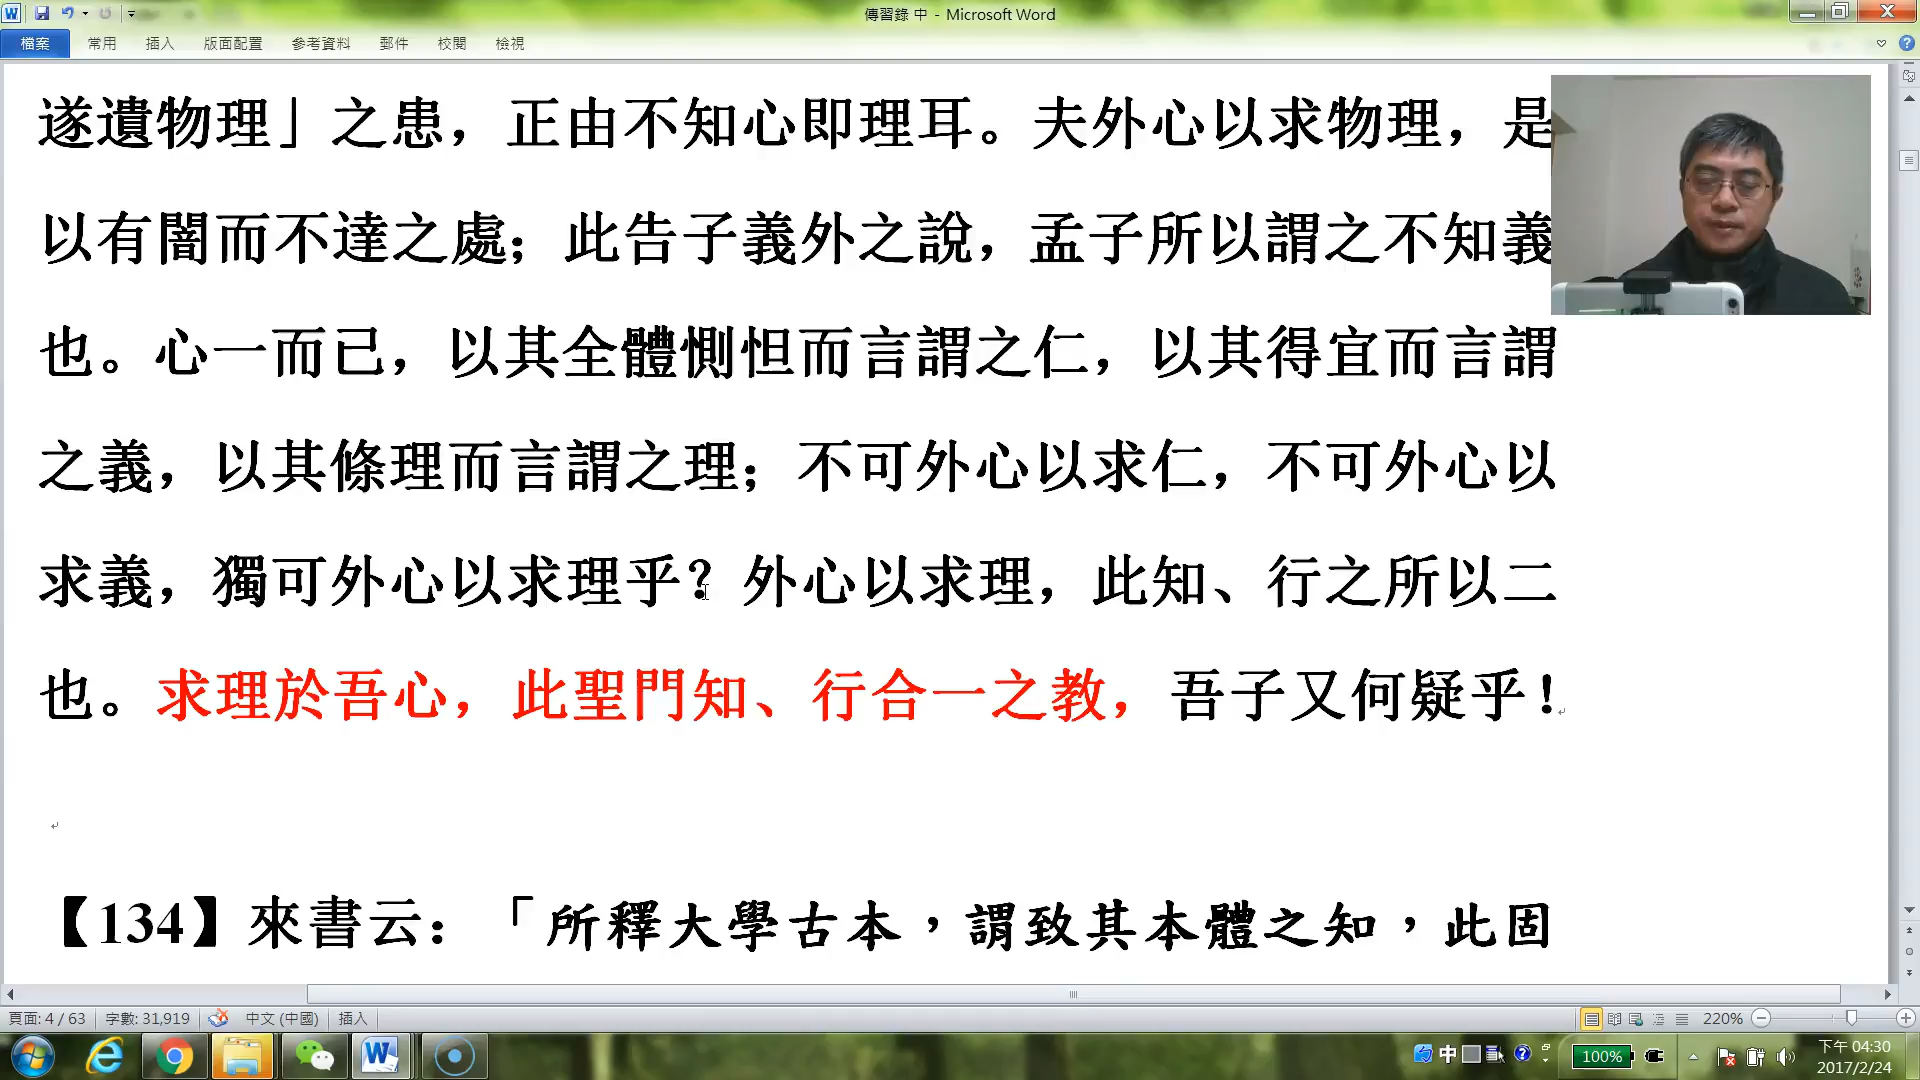 傳習錄 中 - Microsoft Word
檔案 常用 插入 版面配置 參考資料 郵件 校閱 檢視
遂遺物理」之患，正由不知心即理耳。夫外心以求物理，是
以有闇而不達之處；此告子義外之說，孟子所以謂之不知義
也。心一而已，以其全體惻怛而言謂之仁，以其得宜而言謂
之義，以其條理而言謂之理；不可外心以求仁，不可外心以
求義，獨可外心以求理乎？外心以求理，此知、行之所以二
也。求理於吾心，此聖門知、行合一之教，吾子又何疑乎！
【134】來書云：「所釋大學古本，謂致其本體之知，此固
頁面: 4 / 63 字數: 31,919 中文 (中國) 插入 220%
中 100% 下午 04:30
2017/2/24